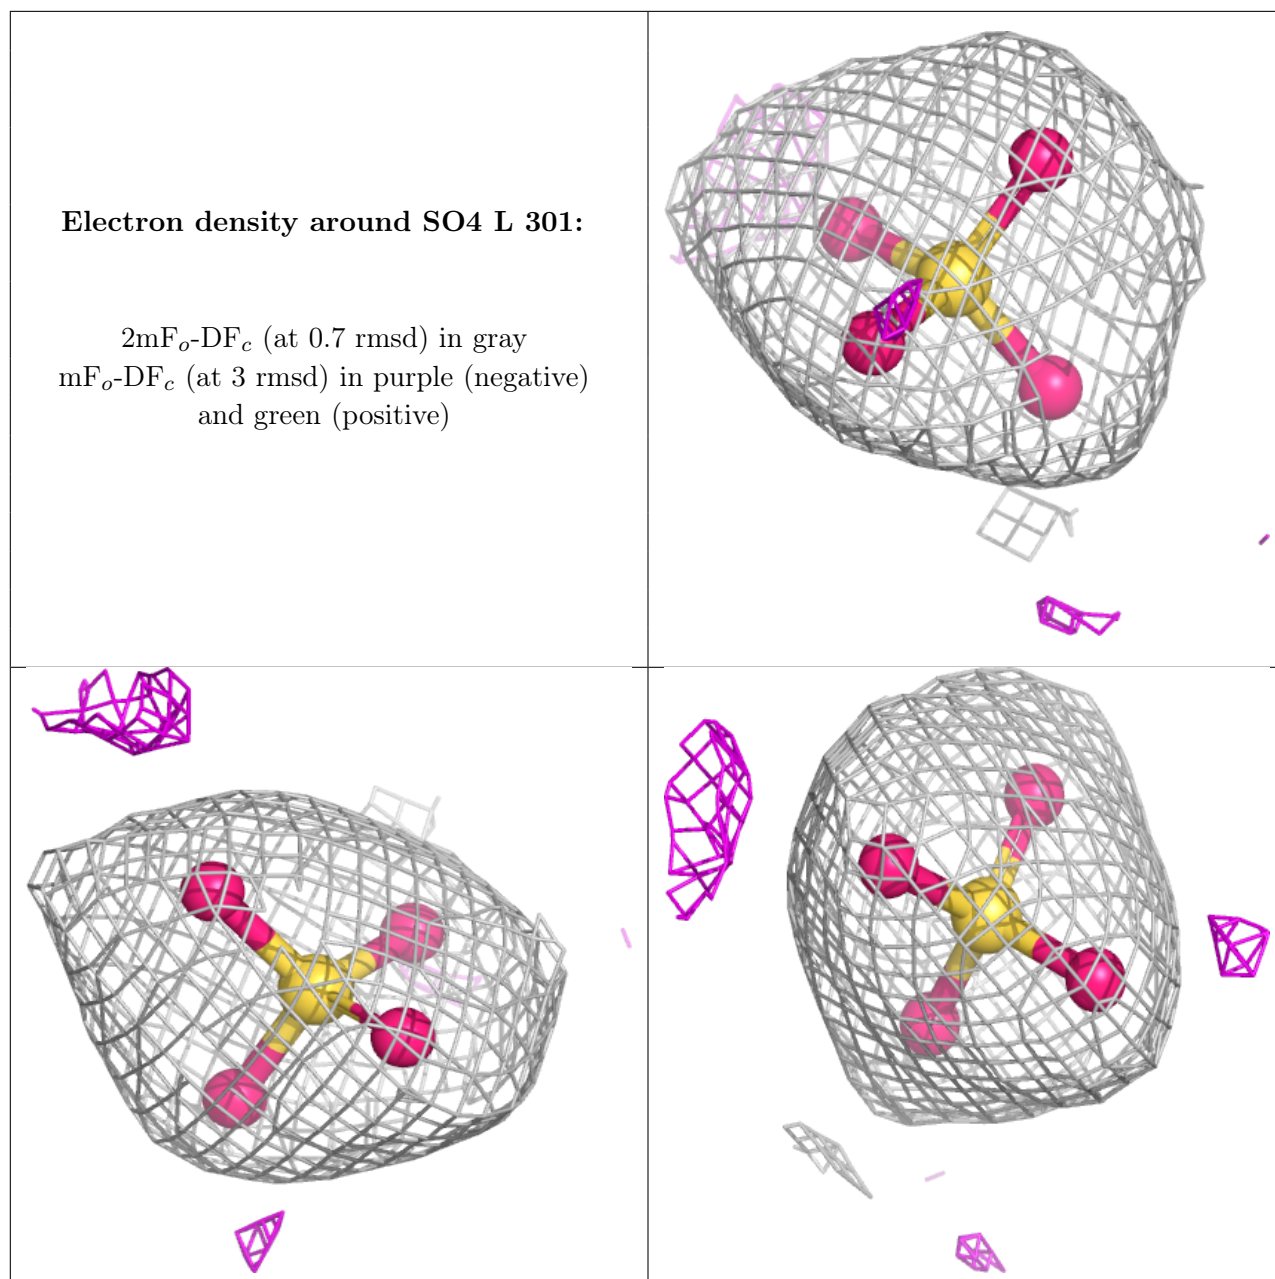 Electron density around SO4 L 301:
2mFo-DFc (at 0.7 rmsd) in gray
mFo-DFc (at 3 rmsd) in purple (negative)
and green (positive)